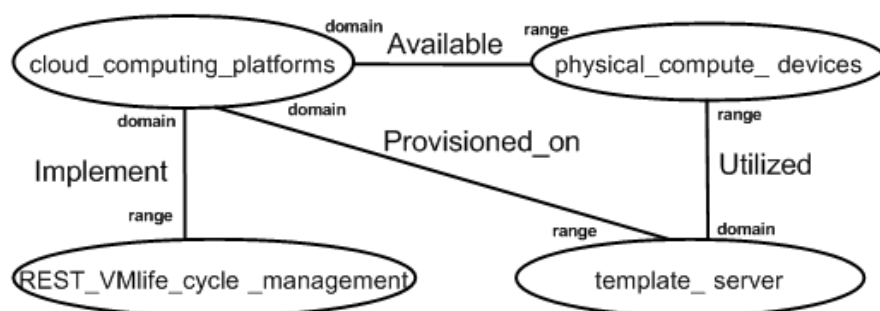 domain
Available
range
cloud_computing_platforms
physical_compute_ devices
domain
domain
range
Provisioned_on
Implement
Utilized
range
range
domain
REST_VMlife_cycle _management
template_ server